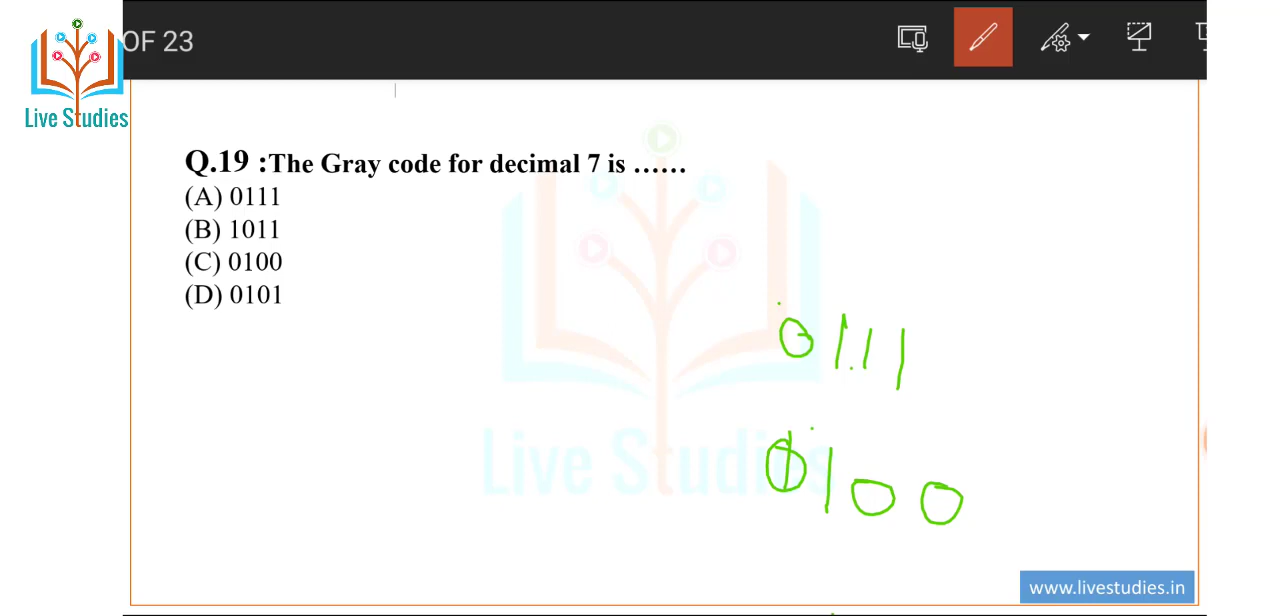 OF 23
Live Studies
Q.19 :The Gray code for decimal 7 is ......
(A) 0111
(B) 1011
(C) 0100
(D) 0101
0111
0100
Live Studies
www.livestudies.in